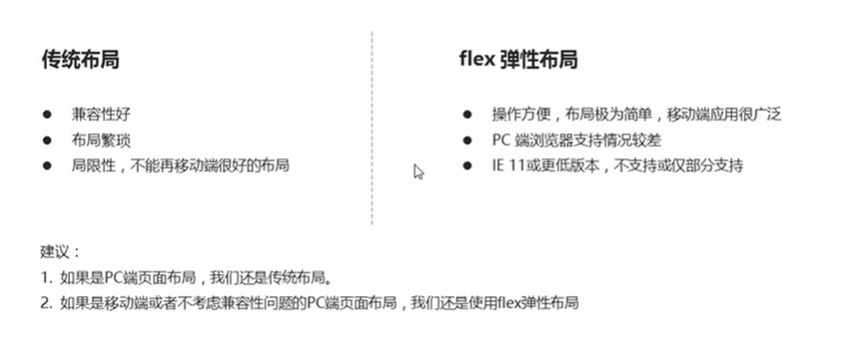 传统布局
● 兼容性好
● 布局繁琐
● 局限性，不能再移动端很好的布局
flex 弹性布局
● 操作方便，布局极为简单，移动端应用很广泛
● PC 端浏览器支持情况较差
● IE 11或更低版本，不支持或仅部分支持
建议：
1. 如果是PC端页面布局，我们还是传统布局。
2. 如果是移动端或者不考虑兼容性问题的PC端页面布局，我们还是使用flex弹性布局